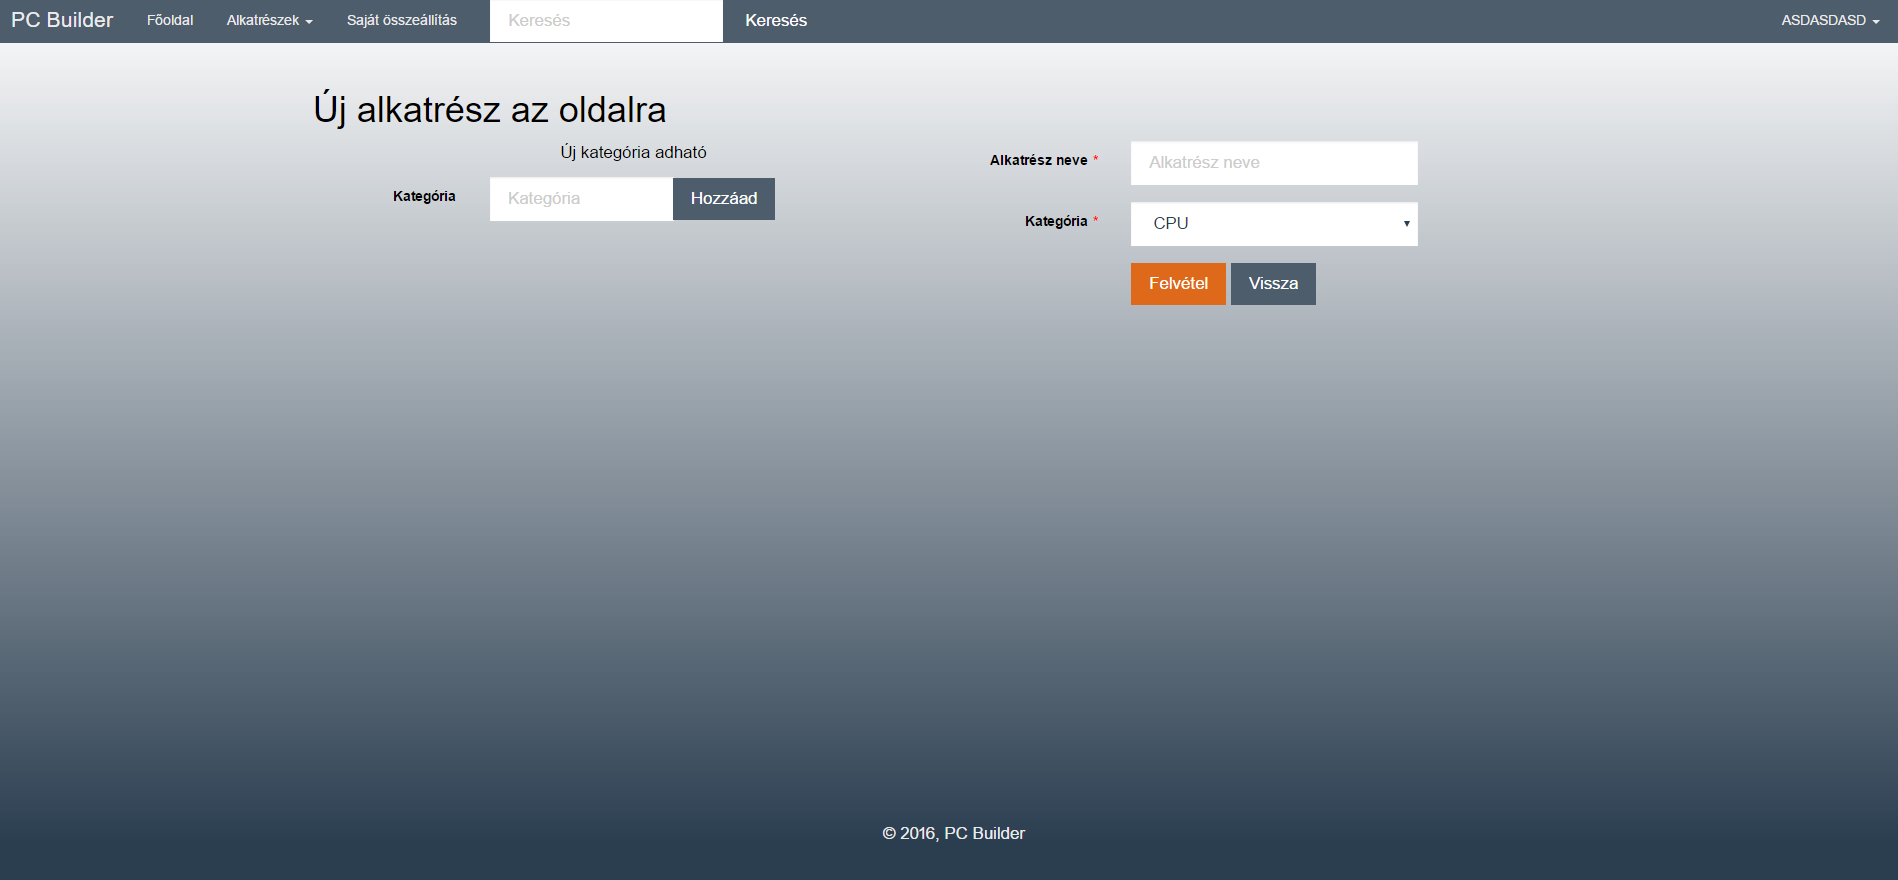 PC Builder Főoldal Alkatrészek Saját összeállítás Keresés Keresés ASDASDASD
Új alkatrész az oldalra
Új kategória adható
Kategória Kategória Hozzáad
Alkatrész neve * Alkatrész neve
Kategória * CPU
Felvétel Vissza
© 2016, PC Builder